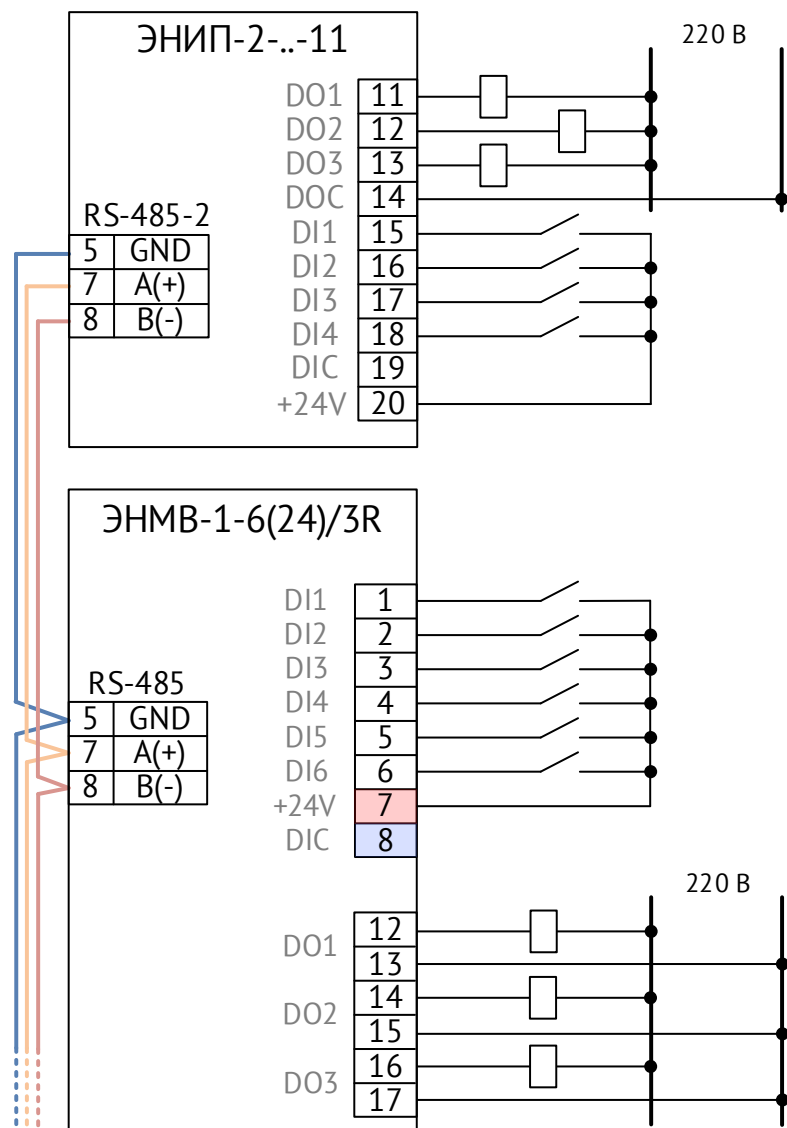 ЭНИП-2-..-11
220 В
DO1 11
DO2 12
DO3 13
DOC 14
RS-485-2
DI1 15
5 GND
DI2 16
7 A(+)
DI3 17
8 B(-)
DI4 18
DIC 19
+24V 20
ЭНМВ-1-6(24)/3R
DI1 1
DI2 2
DI3 3
RS-485
DI4 4
5 GND
DI5 5
7 A(+)
DI6 6
8 B(-)
+24V 7
DIC 8
220 В
DO1 12
13
DO2 14
15
DO3 16
17